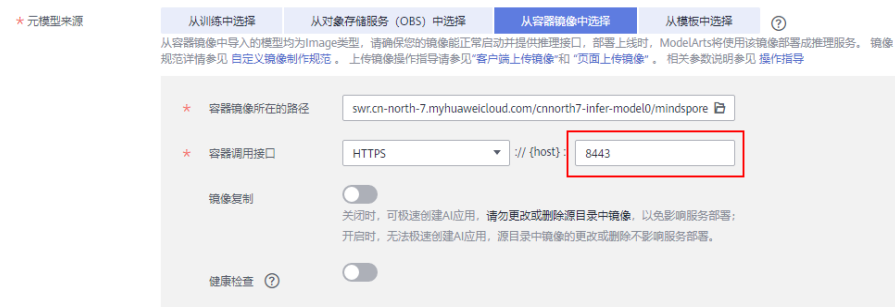 * 元模型来源
从训练中选择 从对象存储服务（OBS）中选择 从容器镜像中选择 从模板中选择 ?
从容器镜像中导入的模型均为Image类型，请确保您的镜像能正常启动并提供推理接口，部署上线时，ModelArts将使用该镜像部署成推理服务。 镜像
规范详情参见 自定义镜像制作规范 。 上传镜像操作指导请参见"客户端上传镜像"和 "页面上传镜像" 。 相关参数说明参见 操作指导
* 容器镜像所在的路径 swr.cn-north-7.myhuaweicloud.com/cnnorth7-infer-model0/mindspore
* 容器调用接口 HTTPS :// {host} : 8443
镜像复制
关闭时，可极速创建AI应用，请勿更改或删除源目录中镜像，以免影响服务部署；
开启时，无法极速创建AI应用，源目录中镜像的更改或删除不影响服务部署。
健康检查 ?